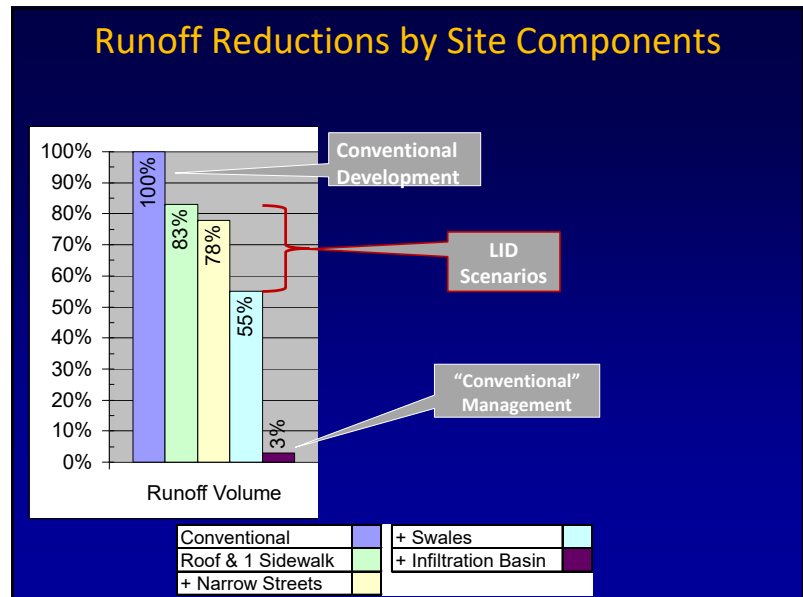 Runoff Reductions by Site Components
100%
90%
80%
70%
60%
50%
40%
30%
20%
10%
0%
100%
83%
78%
55%
3%
Runoff Volume
Conventional
Development
LID
Scenarios
“Conventional”
Management
Conventional
Roof & 1 Sidewalk
+ Narrow Streets
+ Swales
+ Infiltration Basin